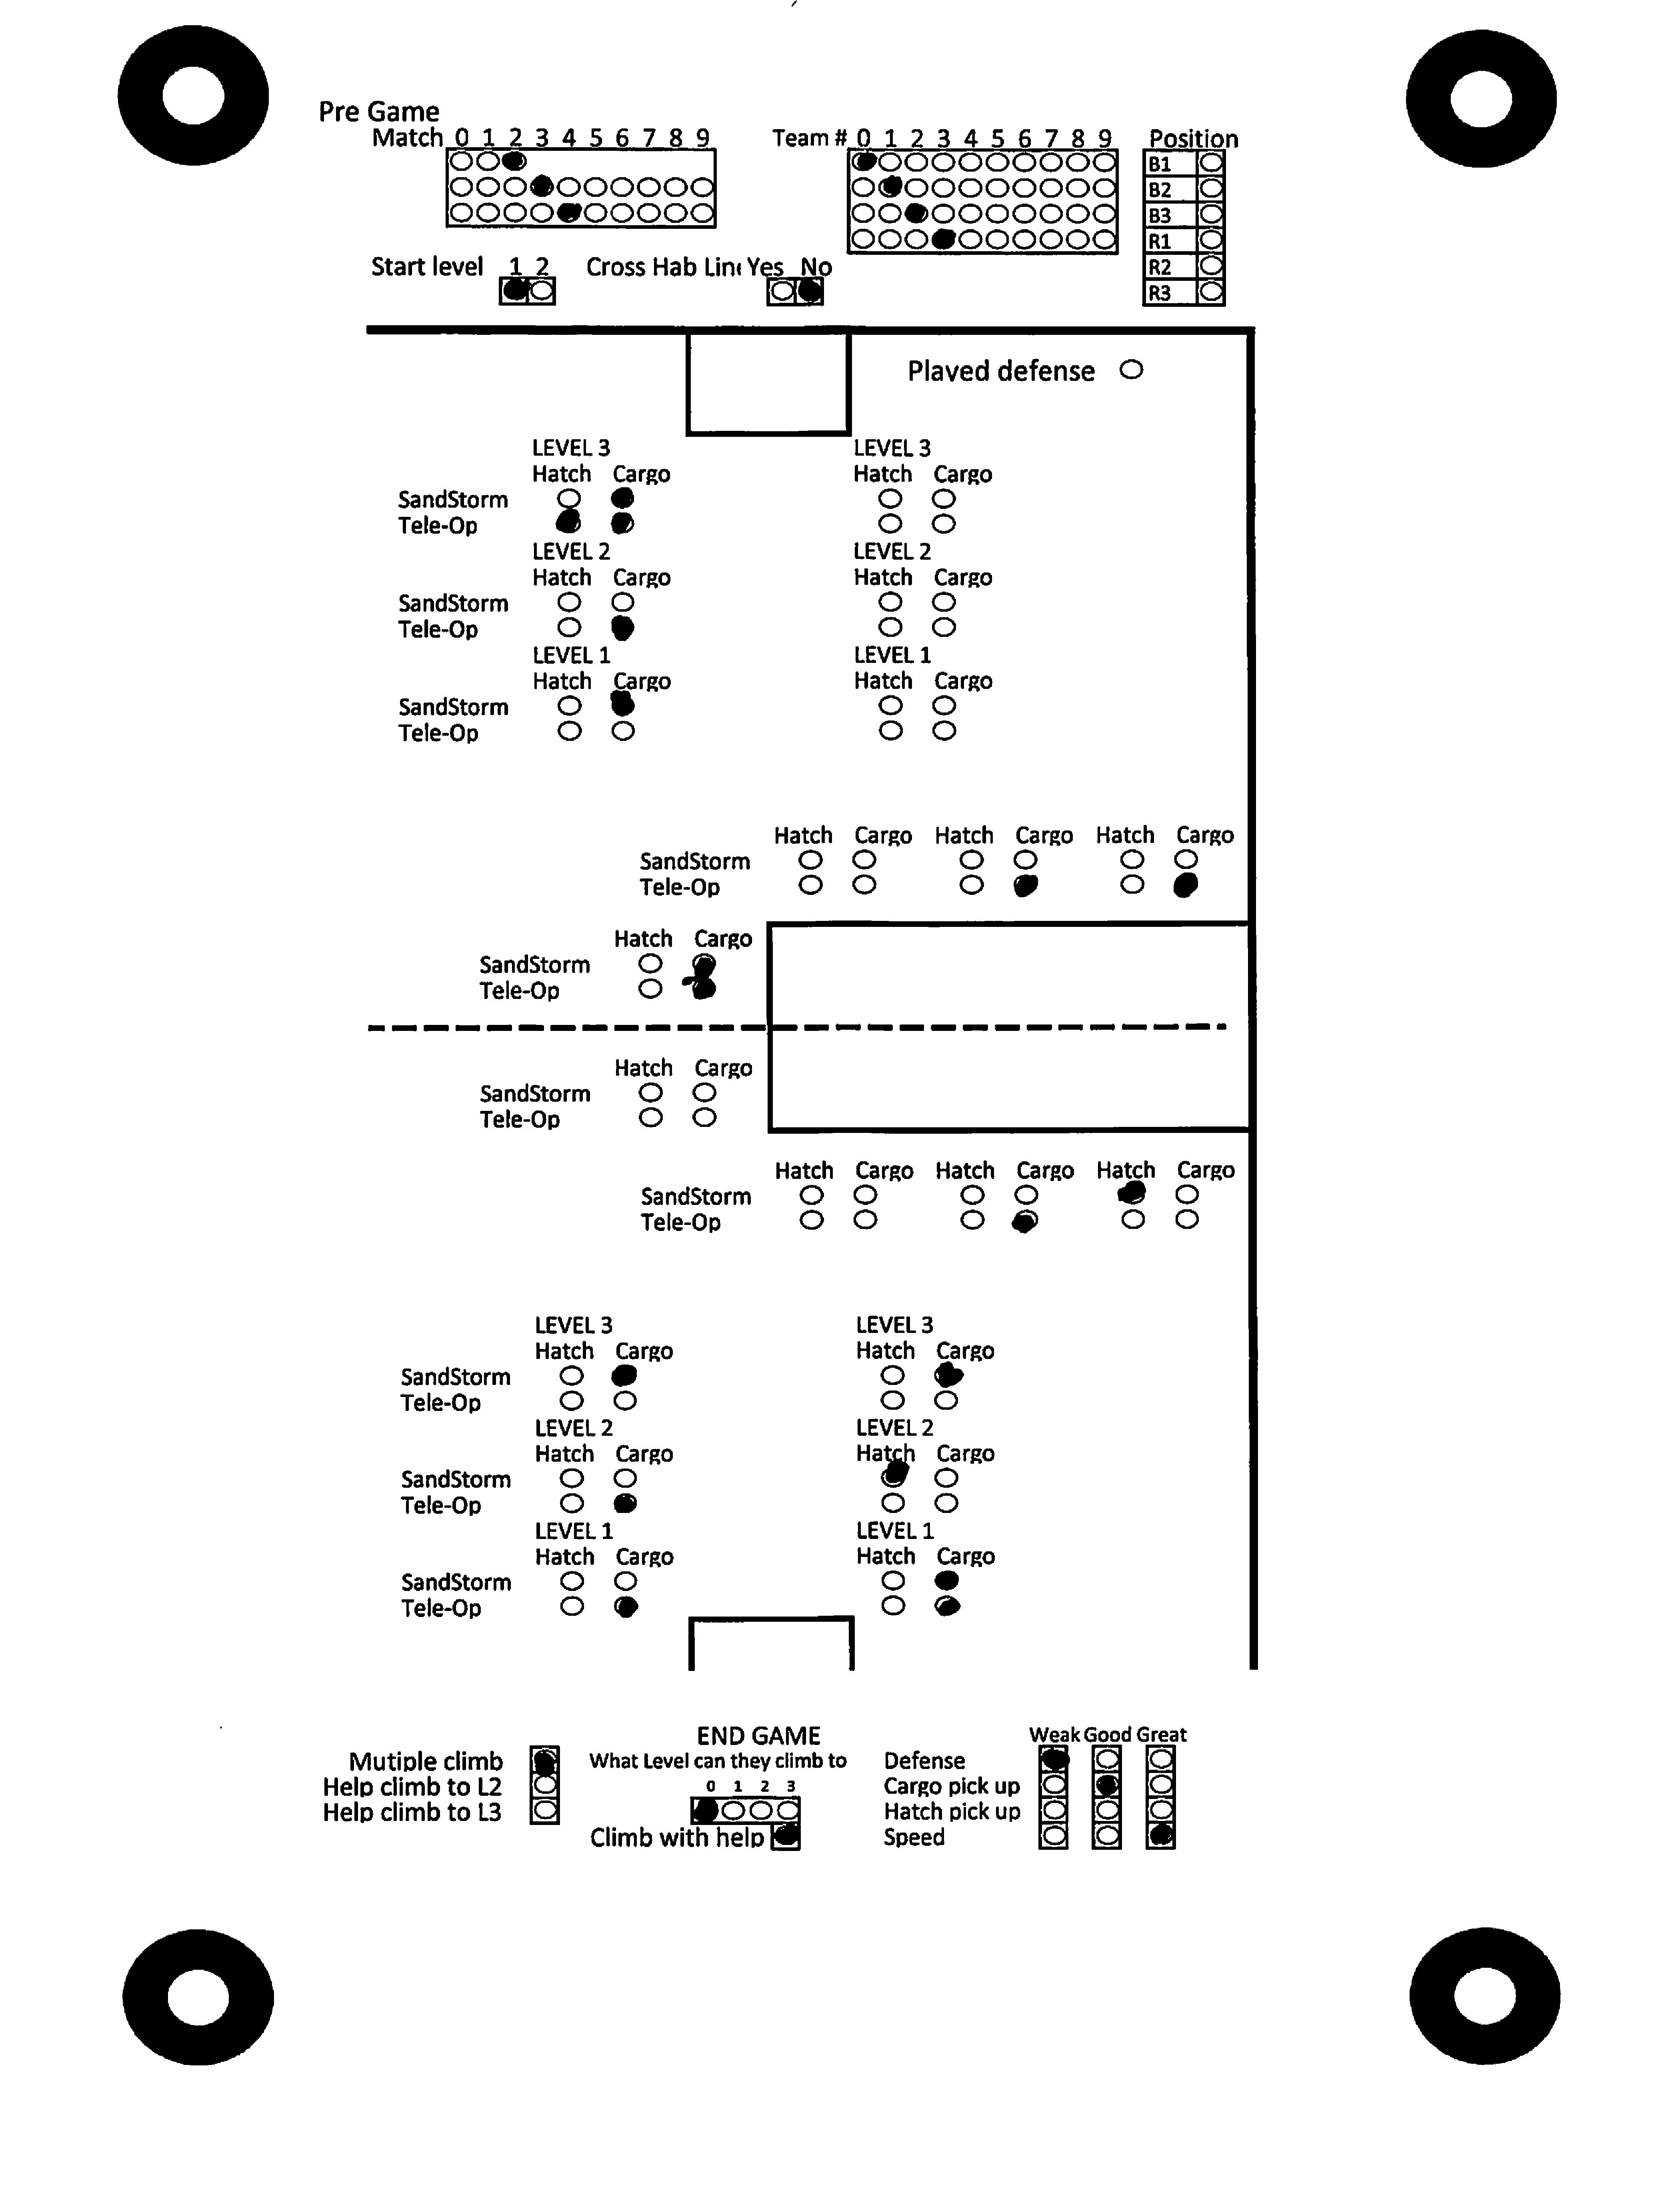 Pre Game
Match 0 1 2 3 4 5 6 7 8 9 Team # 0 1 2 3 4 5 6 7 8 9 Position
B1
B2
B3
R1
R2
R3
Start level 1 2 Cross Hab Line Yes No
Played defense
LEVEL 3 LEVEL 3
Hatch Cargo Hatch Cargo
SandStorm
Tele-Op
LEVEL 2 LEVEL 2
Hatch Cargo Hatch Cargo
SandStorm
Tele-Op
LEVEL 1 LEVEL 1
Hatch Cargo Hatch Cargo
SandStorm
Tele-Op
Hatch Cargo Hatch Cargo Hatch Cargo
SandStorm
Tele-Op
Hatch Cargo
SandStorm
Tele-Op
Hatch Cargo
SandStorm
Tele-Op
Hatch Cargo Hatch Cargo Hatch Cargo
SandStorm
Tele-Op
LEVEL 3 LEVEL 3
Hatch Cargo Hatch Cargo
SandStorm
Tele-Op
LEVEL 2 LEVEL 2
Hatch Cargo Hatch Cargo
SandStorm
Tele-Op
LEVEL 1 LEVEL 1
Hatch Cargo Hatch Cargo
SandStorm
Tele-Op
END GAME Weak Good Great
Mutiple climb What Level can they climb to Defense
Help climb to L2 0 1 2 3 Cargo pick up
Help climb to L3 Hatch pick up
Climb with help Speed